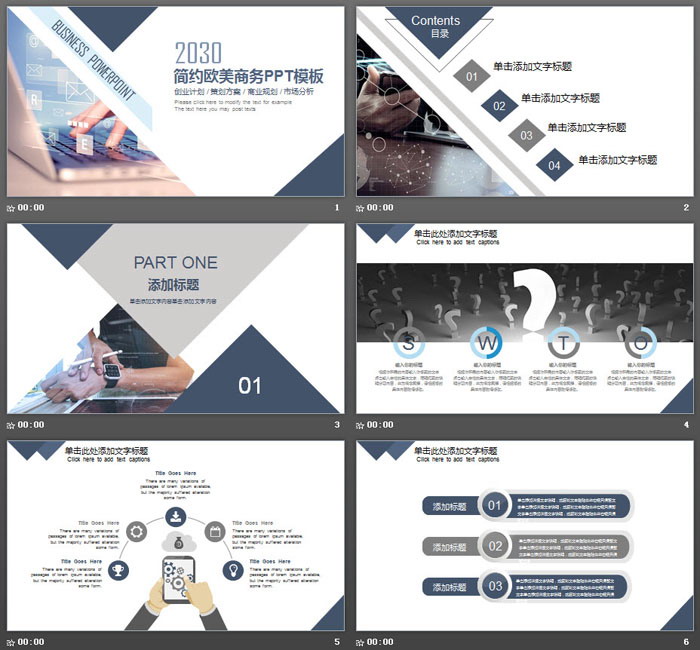 BUSINESS POWERPOINT
2030
简约欧美商务PPT模板
创业计划 / 策划方案 / 商业规划 / 市场分析
Please click here to modify the text for example
The text here you may post texts
00:00
1
Contents
目录
01
单击添加文字标题
02
单击添加文字标题
03
单击添加文字标题
04
单击添加文字标题
00:00
2
PART ONE
添加标题
单击添加文字内容单击添加文字内容
01
00:00
3
单击此处添加文字标题
Click here to add text captions
S
W
T
O
输入你的标题
输入你的标题
输入你的标题
输入你的标题
00:00
4
单击此处添加文字标题
Click here to add text captions
Title Goes Here
There are many variations of
passages of lorem ipsum available,
but the majority suffered alteration
some form.
Title Goes Here
There are many variations of
passages of lorem ipsum available,
but the majority suffered alteration
some form.
Title Goes Here
There are many variations of
passages of lorem ipsum available,
but the majority suffered alteration
some form.
Title Goes Here
There are many variations of
passages of lorem ipsum available,
but the majority suffered alteration
some form.
Title Goes Here
There are many variations of
passages of lorem ipsum available,
but the majority suffered alteration
some form.
00:00
5
单击此处添加文字标题
Click here to add text captions
添加标题
01
添加标题
02
添加标题
03
00:00
6